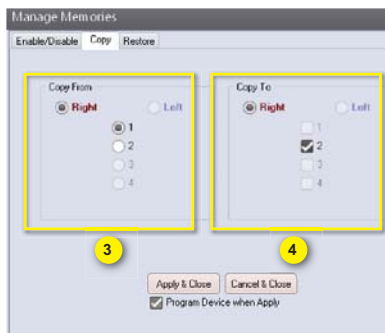 Manage Memories
Enable/Disable Copy Restore
Copy From
Right Left
1
2
3
4
Copy To
Right Left
1
2
3
4
3 4
Apply & Close Cancel & Close
Program Device when Apply